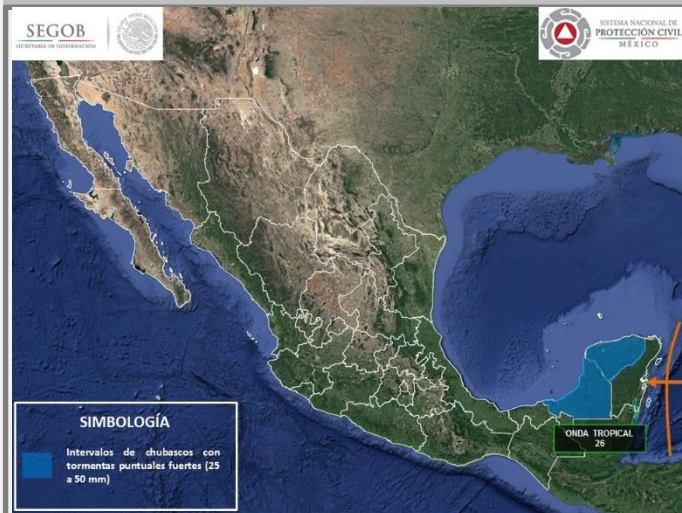 SEGOB
SECRETARÍA DE GOBERNACIÓN
SISTEMA NACIONAL DE
PROTECCIÓN CIVIL
MÉXICO
SIMBOLOGÍA
Intervalos de chubascos con
tormentas puntuales fuertes (25
a 50 mm)
ONDA TROPICAL
26